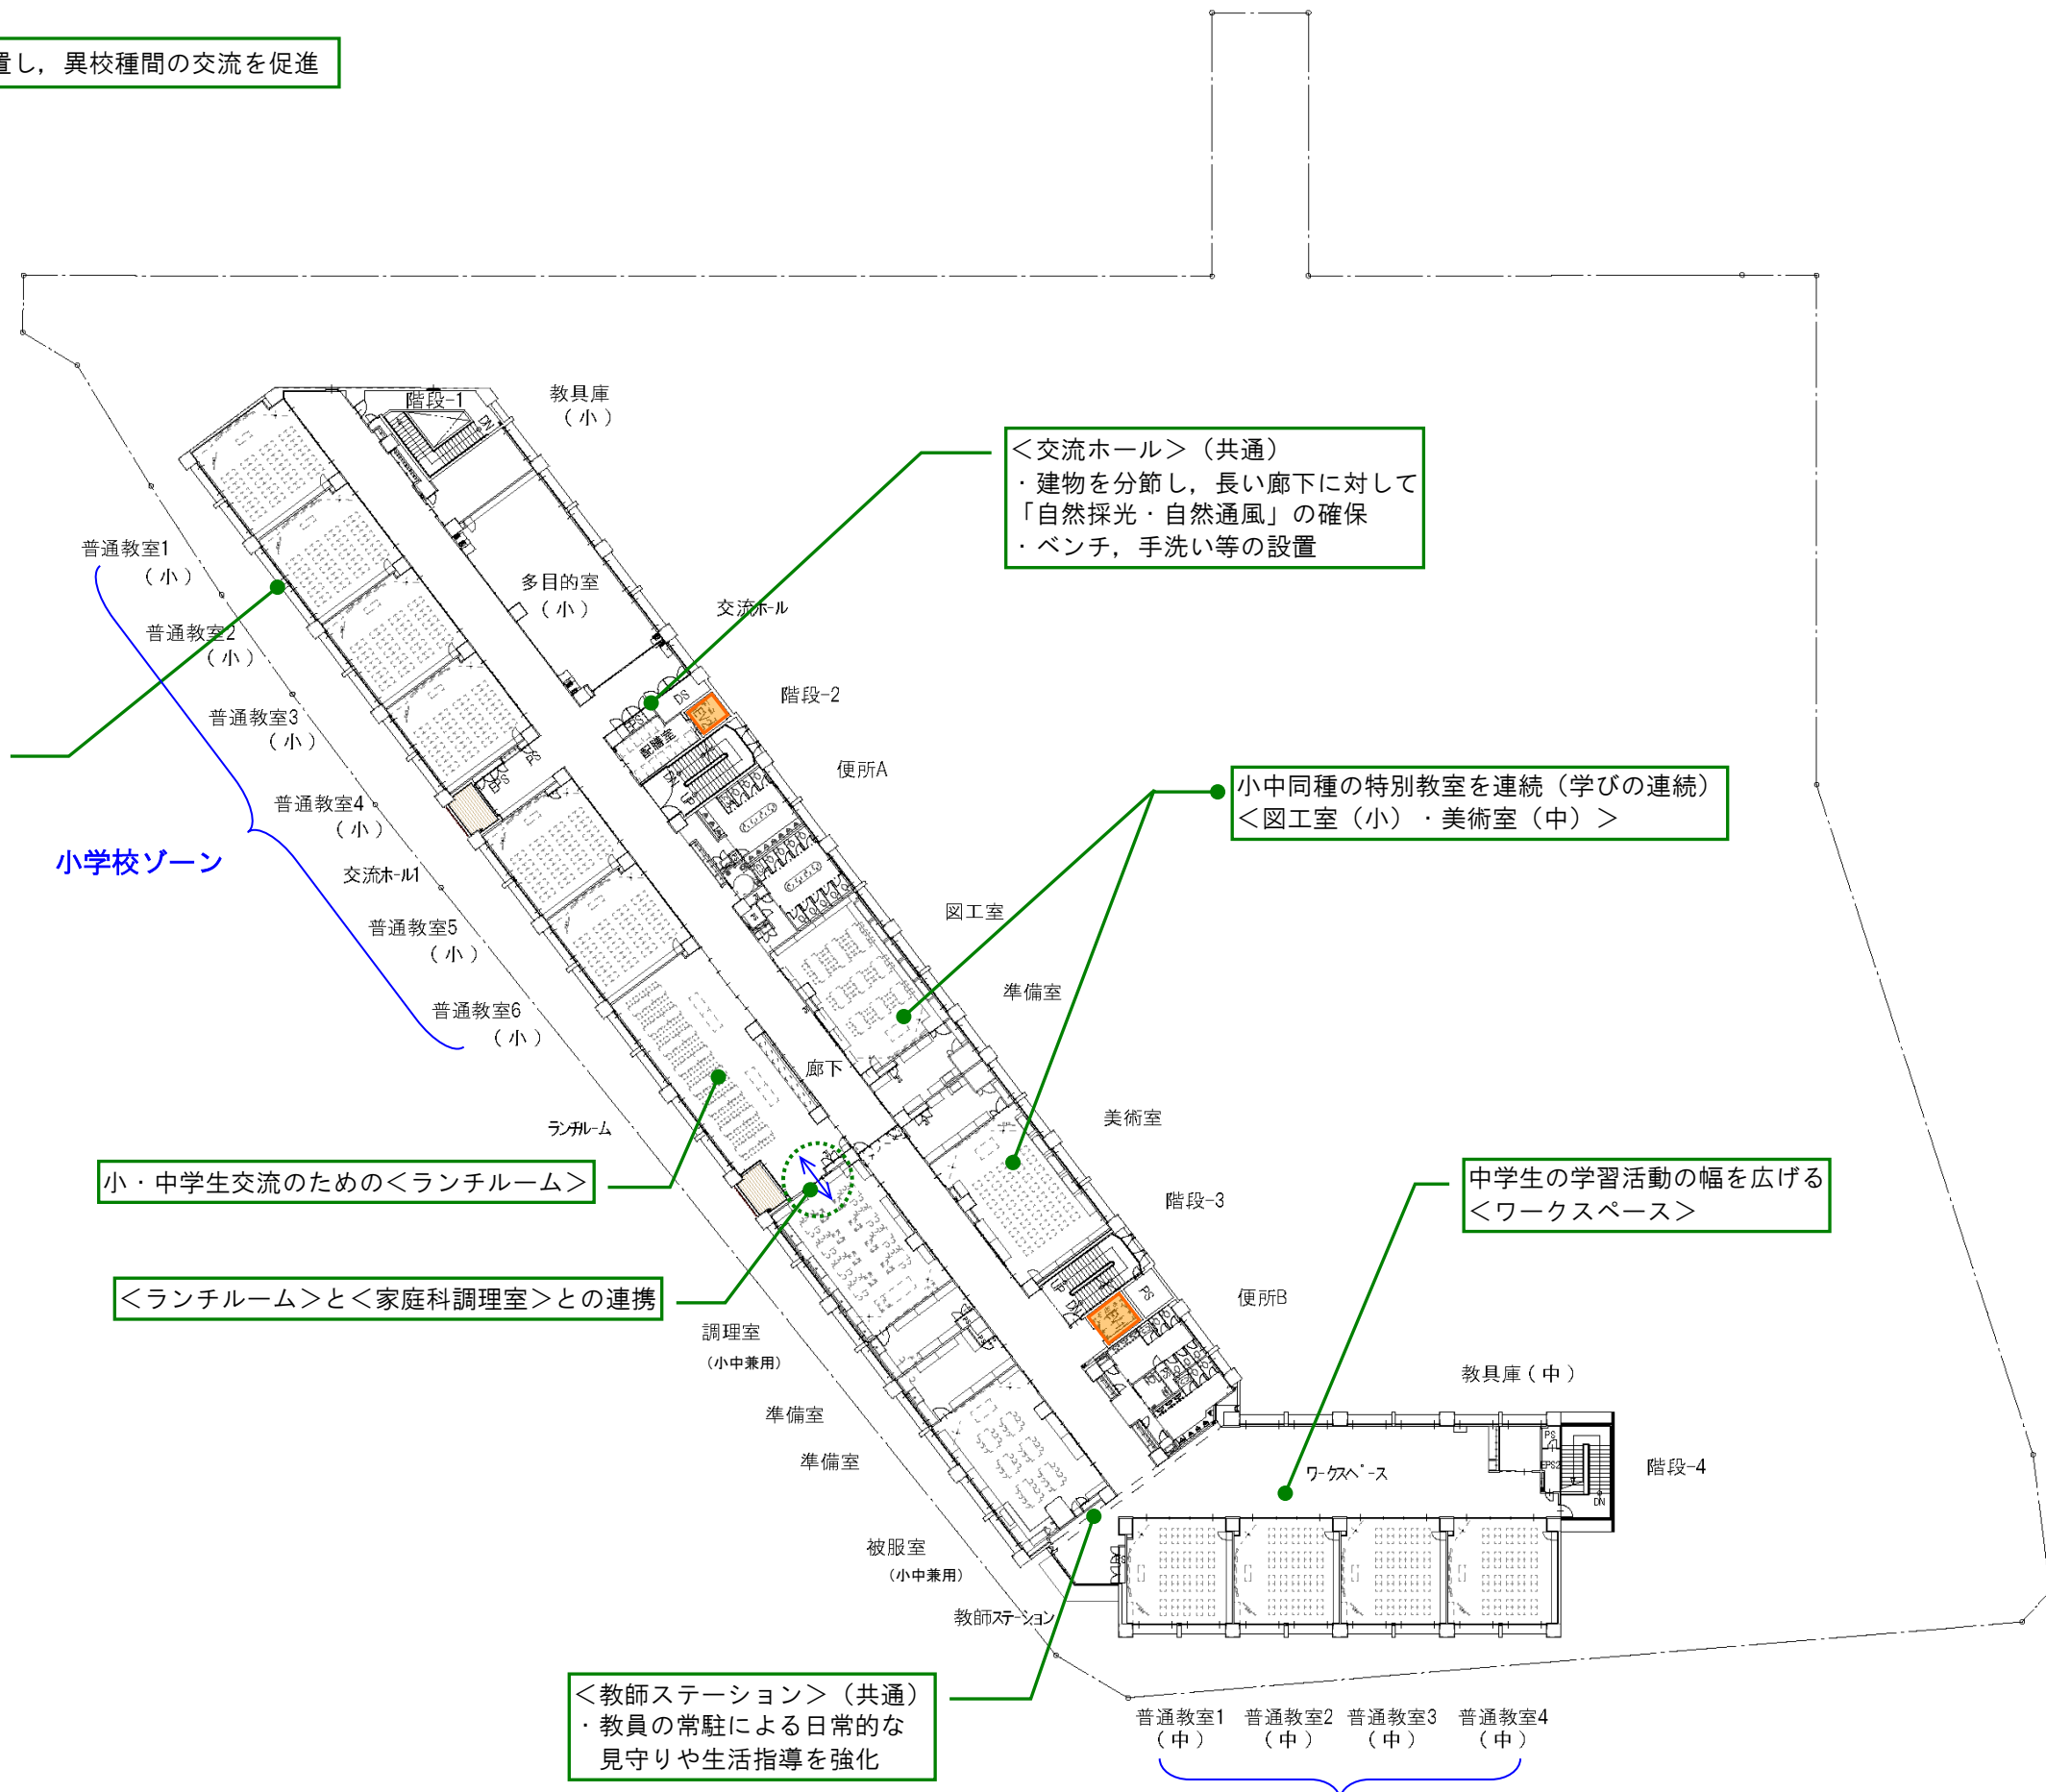 置し，異校種間の交流を促進
階段-1
DN
教具庫
（小）
＜交流ホール＞（共通）
・建物を分節し，長い廊下に対して
「自然採光・自然通風」の確保
・ベンチ，手洗い等の設置
普通教室1
（小）
多目的室
（小）
交流ホール
普通教室2
（小）
階段-2
DS
EPS1
配膳室
普通教室3
（小）
PS
EPS
便所A
小中同種の特別教室を連続（学びの連続）
＜図工室（小）・美術室（中）＞
普通教室4
（小）
小学校ゾーン
交流ホール1
普通教室5
（小）
図工室
準備室
普通教室6
（小）
廊下
ランチルーム
美術室
小・中学生交流のための＜ランチルーム＞
中学生の学習活動の幅を広げる
＜ワークスペース＞
階段-3
＜ランチルーム＞と＜家庭科調理室＞との連携
UP
DN
PS
便所B
調理室
（小中兼用）
教具庫（中）
準備室
準備室
ワークスペース
PS
EPS2
DN
階段-4
被服室
（小中兼用）
教師ステーション
＜教師ステーション＞（共通）
・教員の常駐による日常的な
見守りや生活指導を強化
普通教室1
（中）
普通教室2
（中）
普通教室3
（中）
普通教室4
（中）